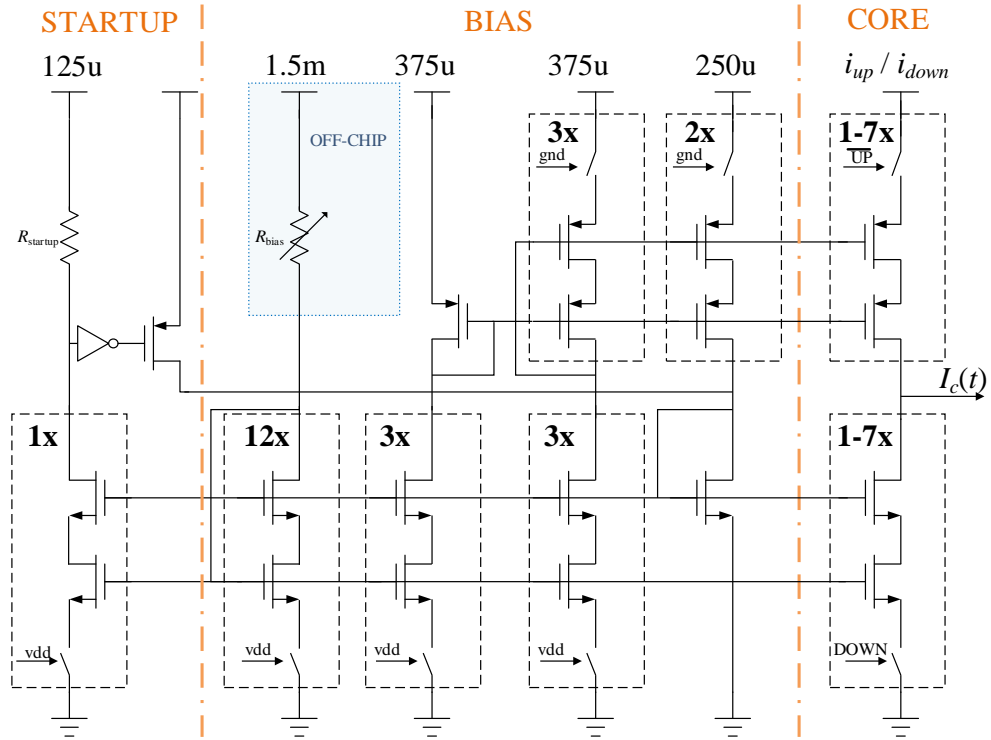 STARTUP BIAS CORE
125u 1.5m 375u 375u 250u i_up / i_down
OFF-CHIP
3x 2x 1-7x
gnd gnd UP
R_startup R_bias
I_c(t)
1x 12x 3x 3x 1-7x
vdd vdd vdd vdd DOWN